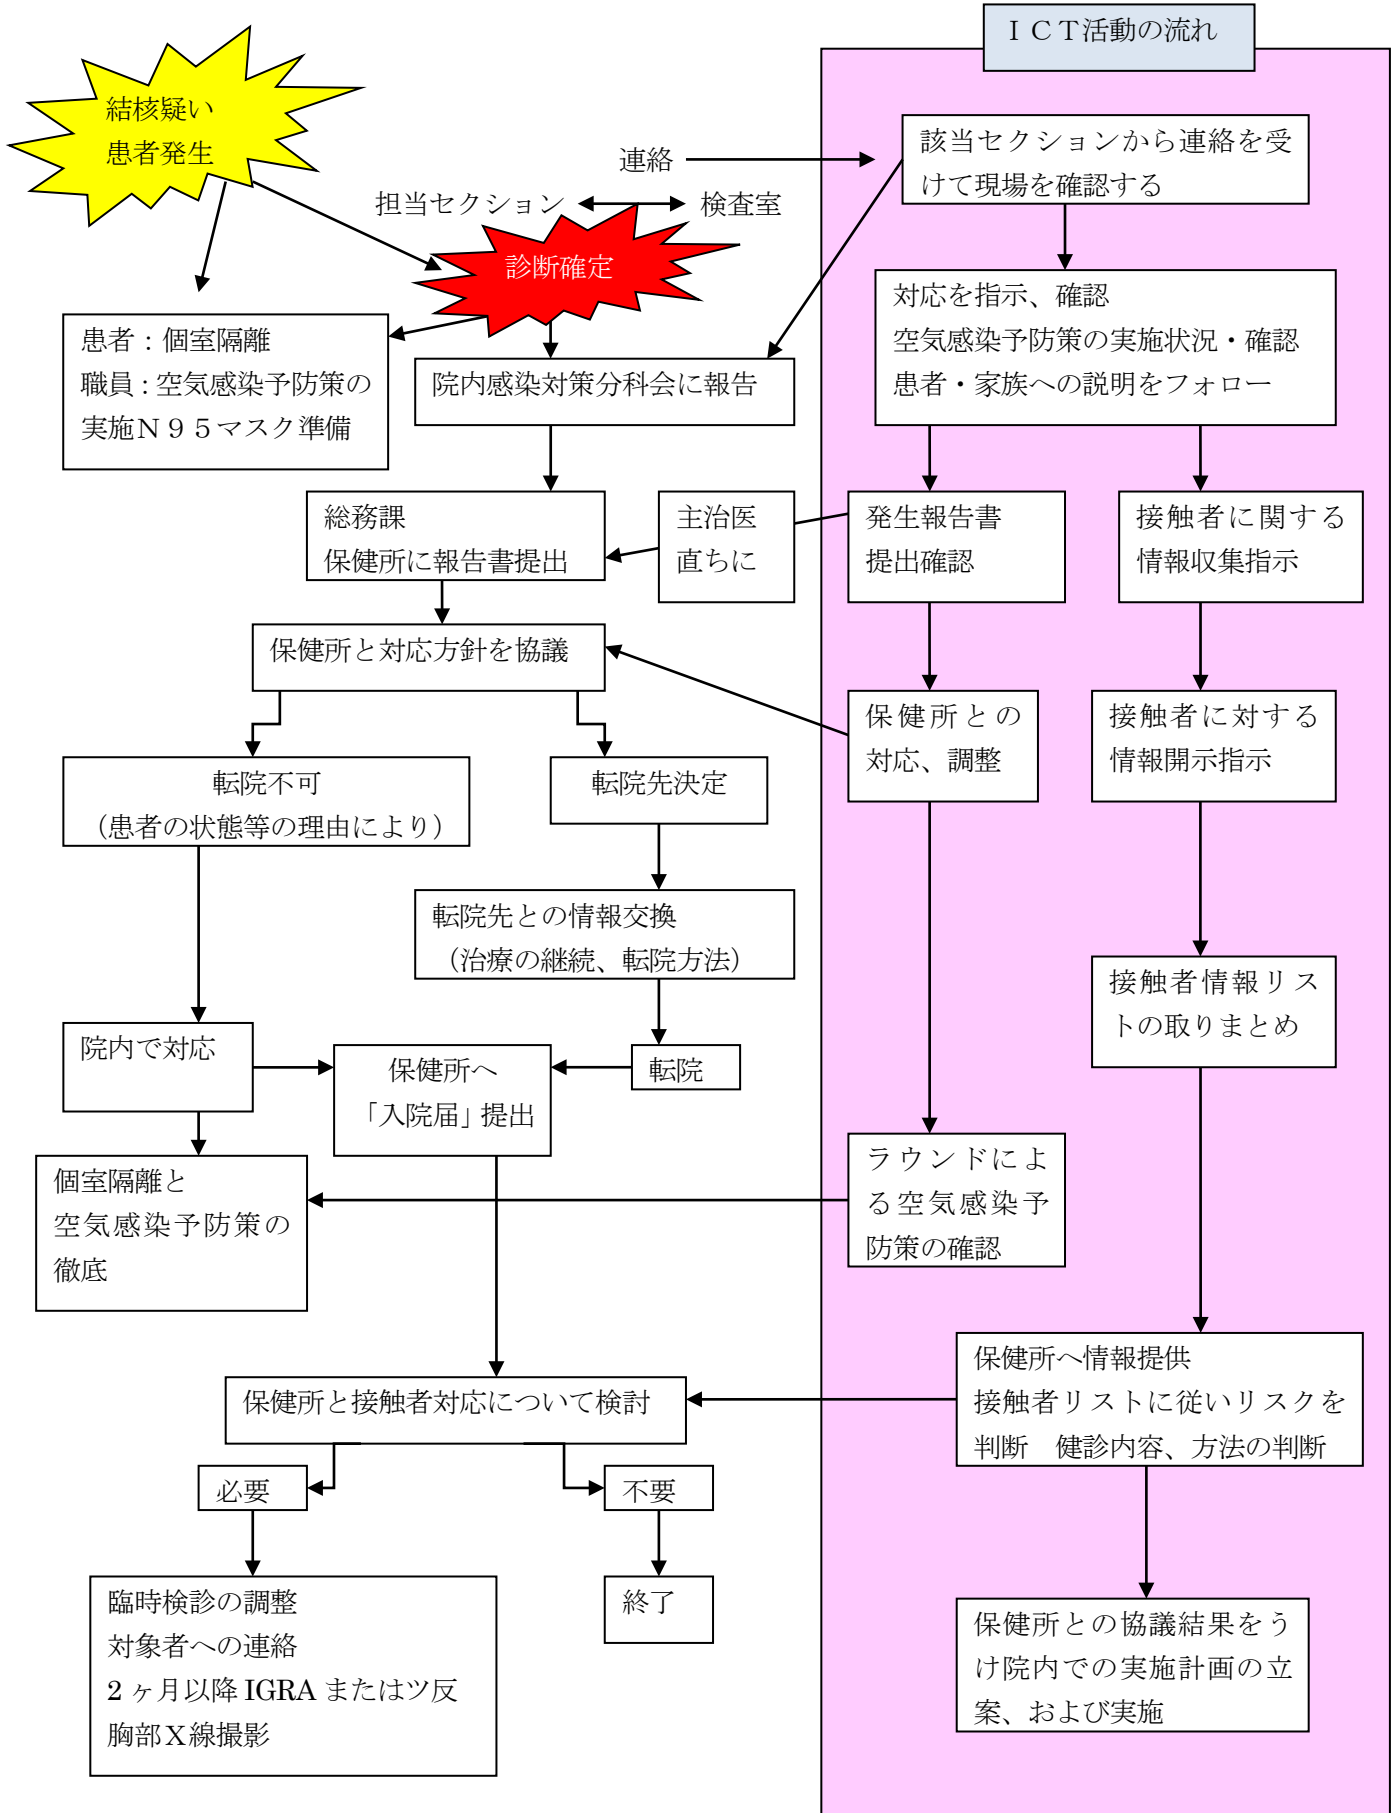 ＩＣＴ活動の流れ
結核疑い
患者発生
連絡
担当セクション
検査室
診断確定
該当セクションから連絡を受
けて現場を確認する
対応を指示、確認
空気感染予防策の実施状況・確認
患者・家族への説明をフォロー
患者：個室隔離
職員：空気感染予防策の
実施Ｎ９５マスク準備
院内感染対策分科会に報告
総務課
保健所に報告書提出
主治医
直ちに
発生報告書
提出確認
接触者に関する
情報収集指示
保健所と対応方針を協議
保健所との
対応、調整
接触者に対する
情報開示指示
転院不可
（患者の状態等の理由により）
転院先決定
転院先との情報交換
（治療の継続、転院方法）
接触者情報リス
トの取りまとめ
院内で対応
保健所へ
「入院届」提出
転院
個室隔離と
空気感染予防策の
徹底
ラウンドによ
る空気感染予
防策の確認
保健所へ情報提供
接触者リストに従いリスクを
判断　健診内容、方法の判断
保健所と接触者対応について検討
必要
不要
臨時検診の調整
対象者への連絡
2 ヶ月以降 IGRA またはツ反
胸部Ｘ線撮影
終了
保健所との協議結果をう
け院内での実施計画の立
案、および実施